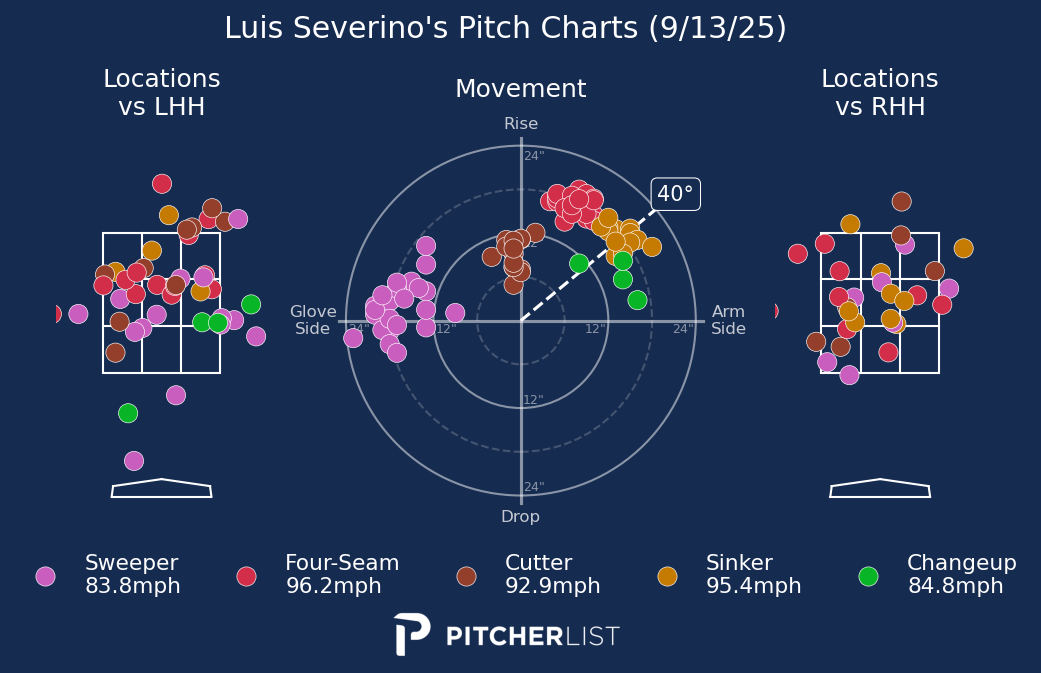 Luis Severino's Pitch Charts (9/13/25)
Locations
vs LHH
Movement
Locations
vs RHH
Rise
24"
40°
Glove
Side
24"
12"
12"
24"
Arm
Side
12"
24"
Drop
Sweeper
83.8mph
Four-Seam
96.2mph
Cutter
92.9mph
Sinker
95.4mph
Changeup
84.8mph
PITCHERLIST